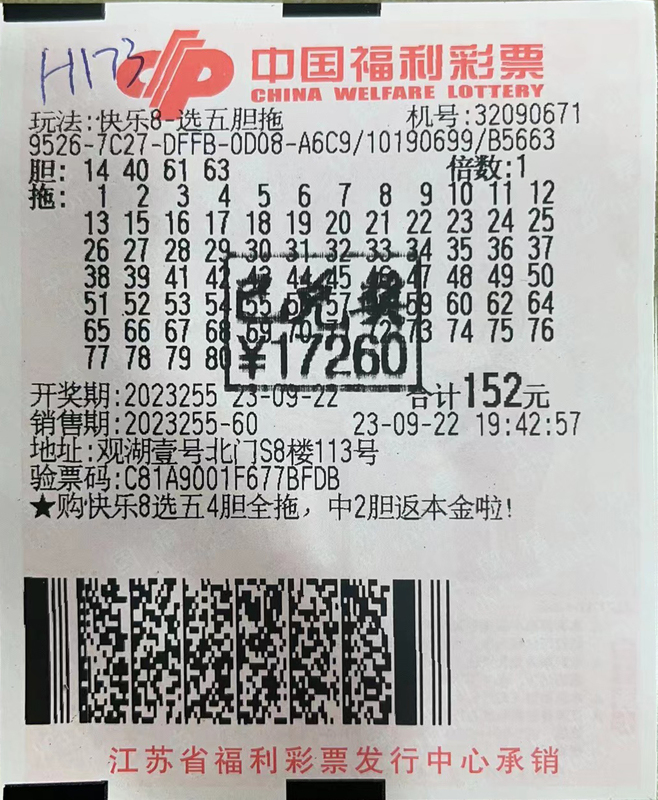 H173
中国福利彩票
CHINA WELFARE LOTTERY
玩法:快乐8-选五胆拖 机号:32090671
9526-7C27-DFFB-0D08-A6C9/10190699/B5663
胆: 14 40 61 63 倍数:1
拖: 1 2 3 4 5 6 7 8 9 10 11 12
13 15 16 17 18 19 20 21 22 23 24 25
26 27 28 29 30 31 32 33 34 35 36 37
38 39 41 42 43 44 45 46 47 48 49 50
51 52 53 54 55 56 57 59 60 62 64
65 66 67 68 69 70 72 73 74 75 76
77 78 79 80
已兑奖
¥17260
开奖期:2023255 23-09-22 合计152元
销售期:2023255-60 23-09-22 19:42:57
地址:观湖壹号北门S8楼113号
验票码:C81A9001F677BFDB
★购快乐8选五4胆全拖，中2胆返本金啦!
江苏省福利彩票发行中心承销